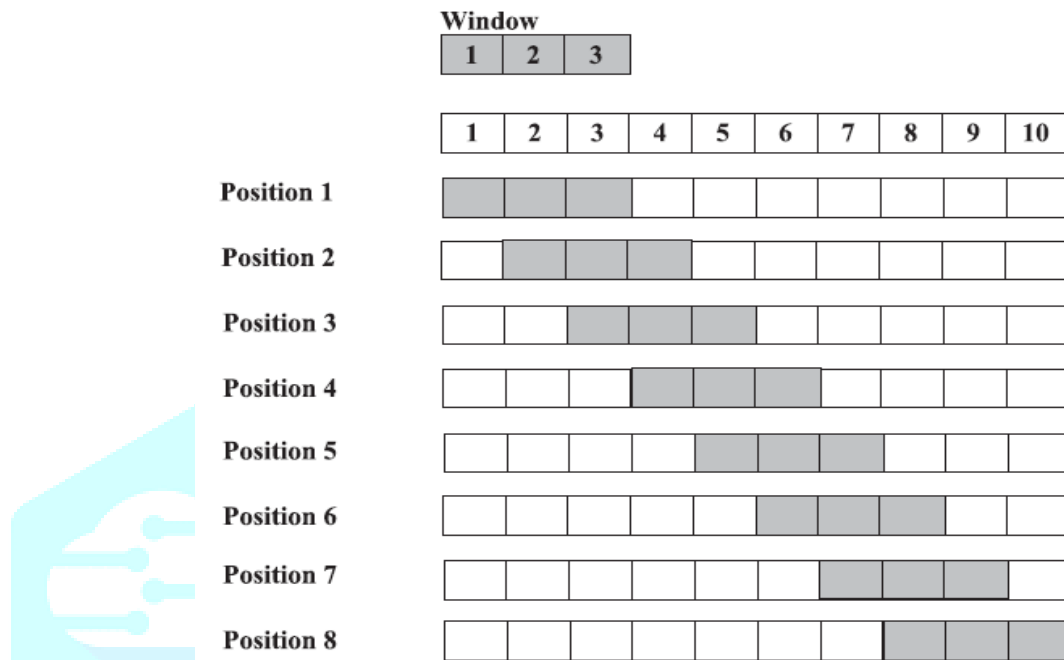 Window
1 2 3
1 2 3 4 5 6 7 8 9 10
Position 1
Position 2
Position 3
Position 4
Position 5
Position 6
Position 7
Position 8